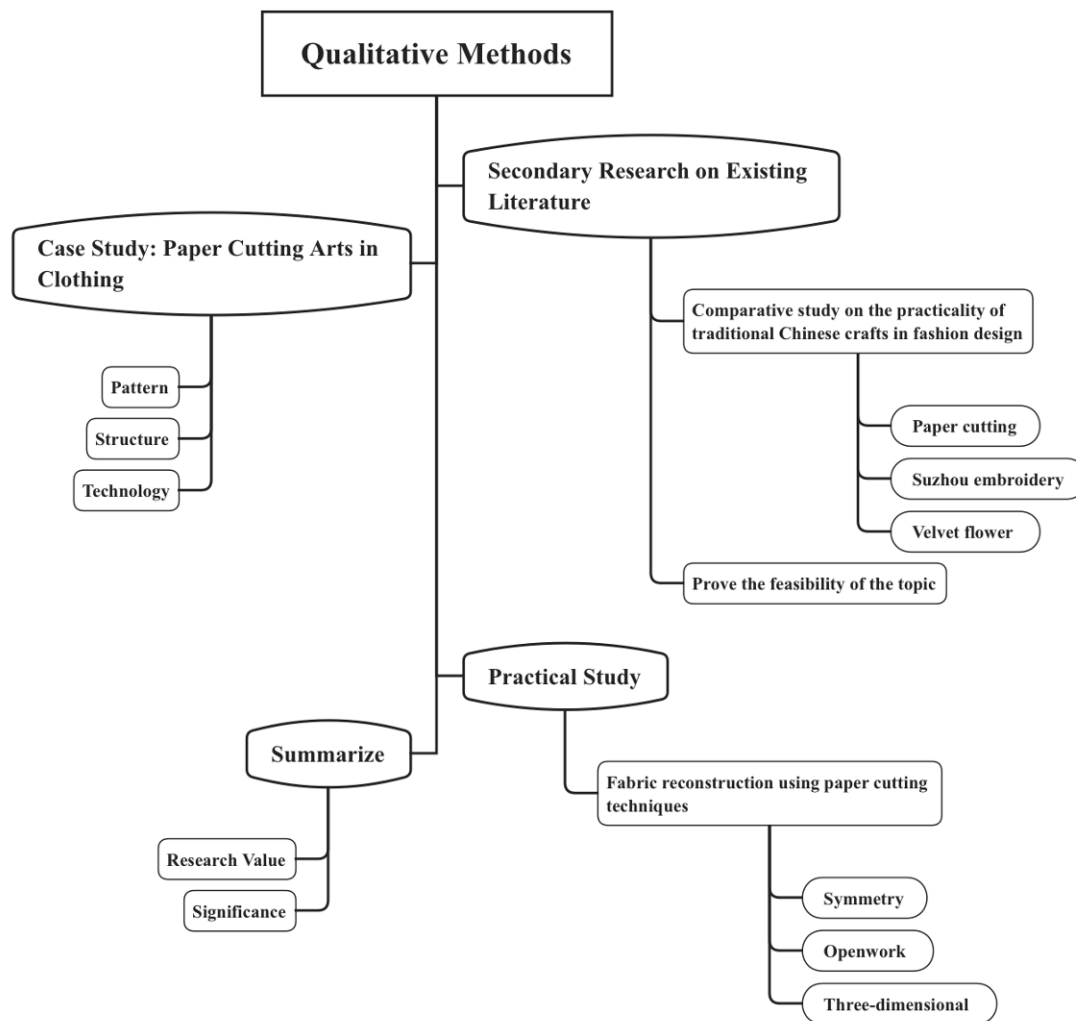 Qualitative Methods
Secondary Research on Existing
Literature
Case Study: Paper Cutting Arts in
Clothing
Comparative study on the practicality of
traditional Chinese crafts in fashion design
Pattern
Structure
Technology
Paper cutting
Suzhou embroidery
Velvet flower
Prove the feasibility of the topic
Practical Study
Summarize
Fabric reconstruction using paper cutting
techniques
Research Value
Significance
Symmetry
Openwork
Three-dimensional